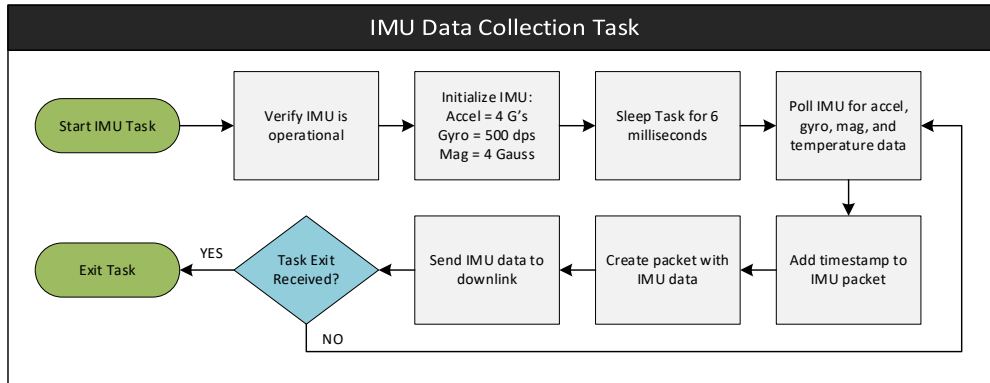 IMU Data Collection Task
Start IMU Task
Verify IMU is
operational
Initialize IMU:
Accel = 4 G's
Gyro = 500 dps
Mag = 4 Gauss
Sleep Task for 6
milliseconds
Poll IMU for accel,
gyro, mag, and
temperature data
Add timestamp to
IMU packet
Create packet with
IMU data
Send IMU data to
downlink
Task Exit
Received?
YES
Exit Task
NO